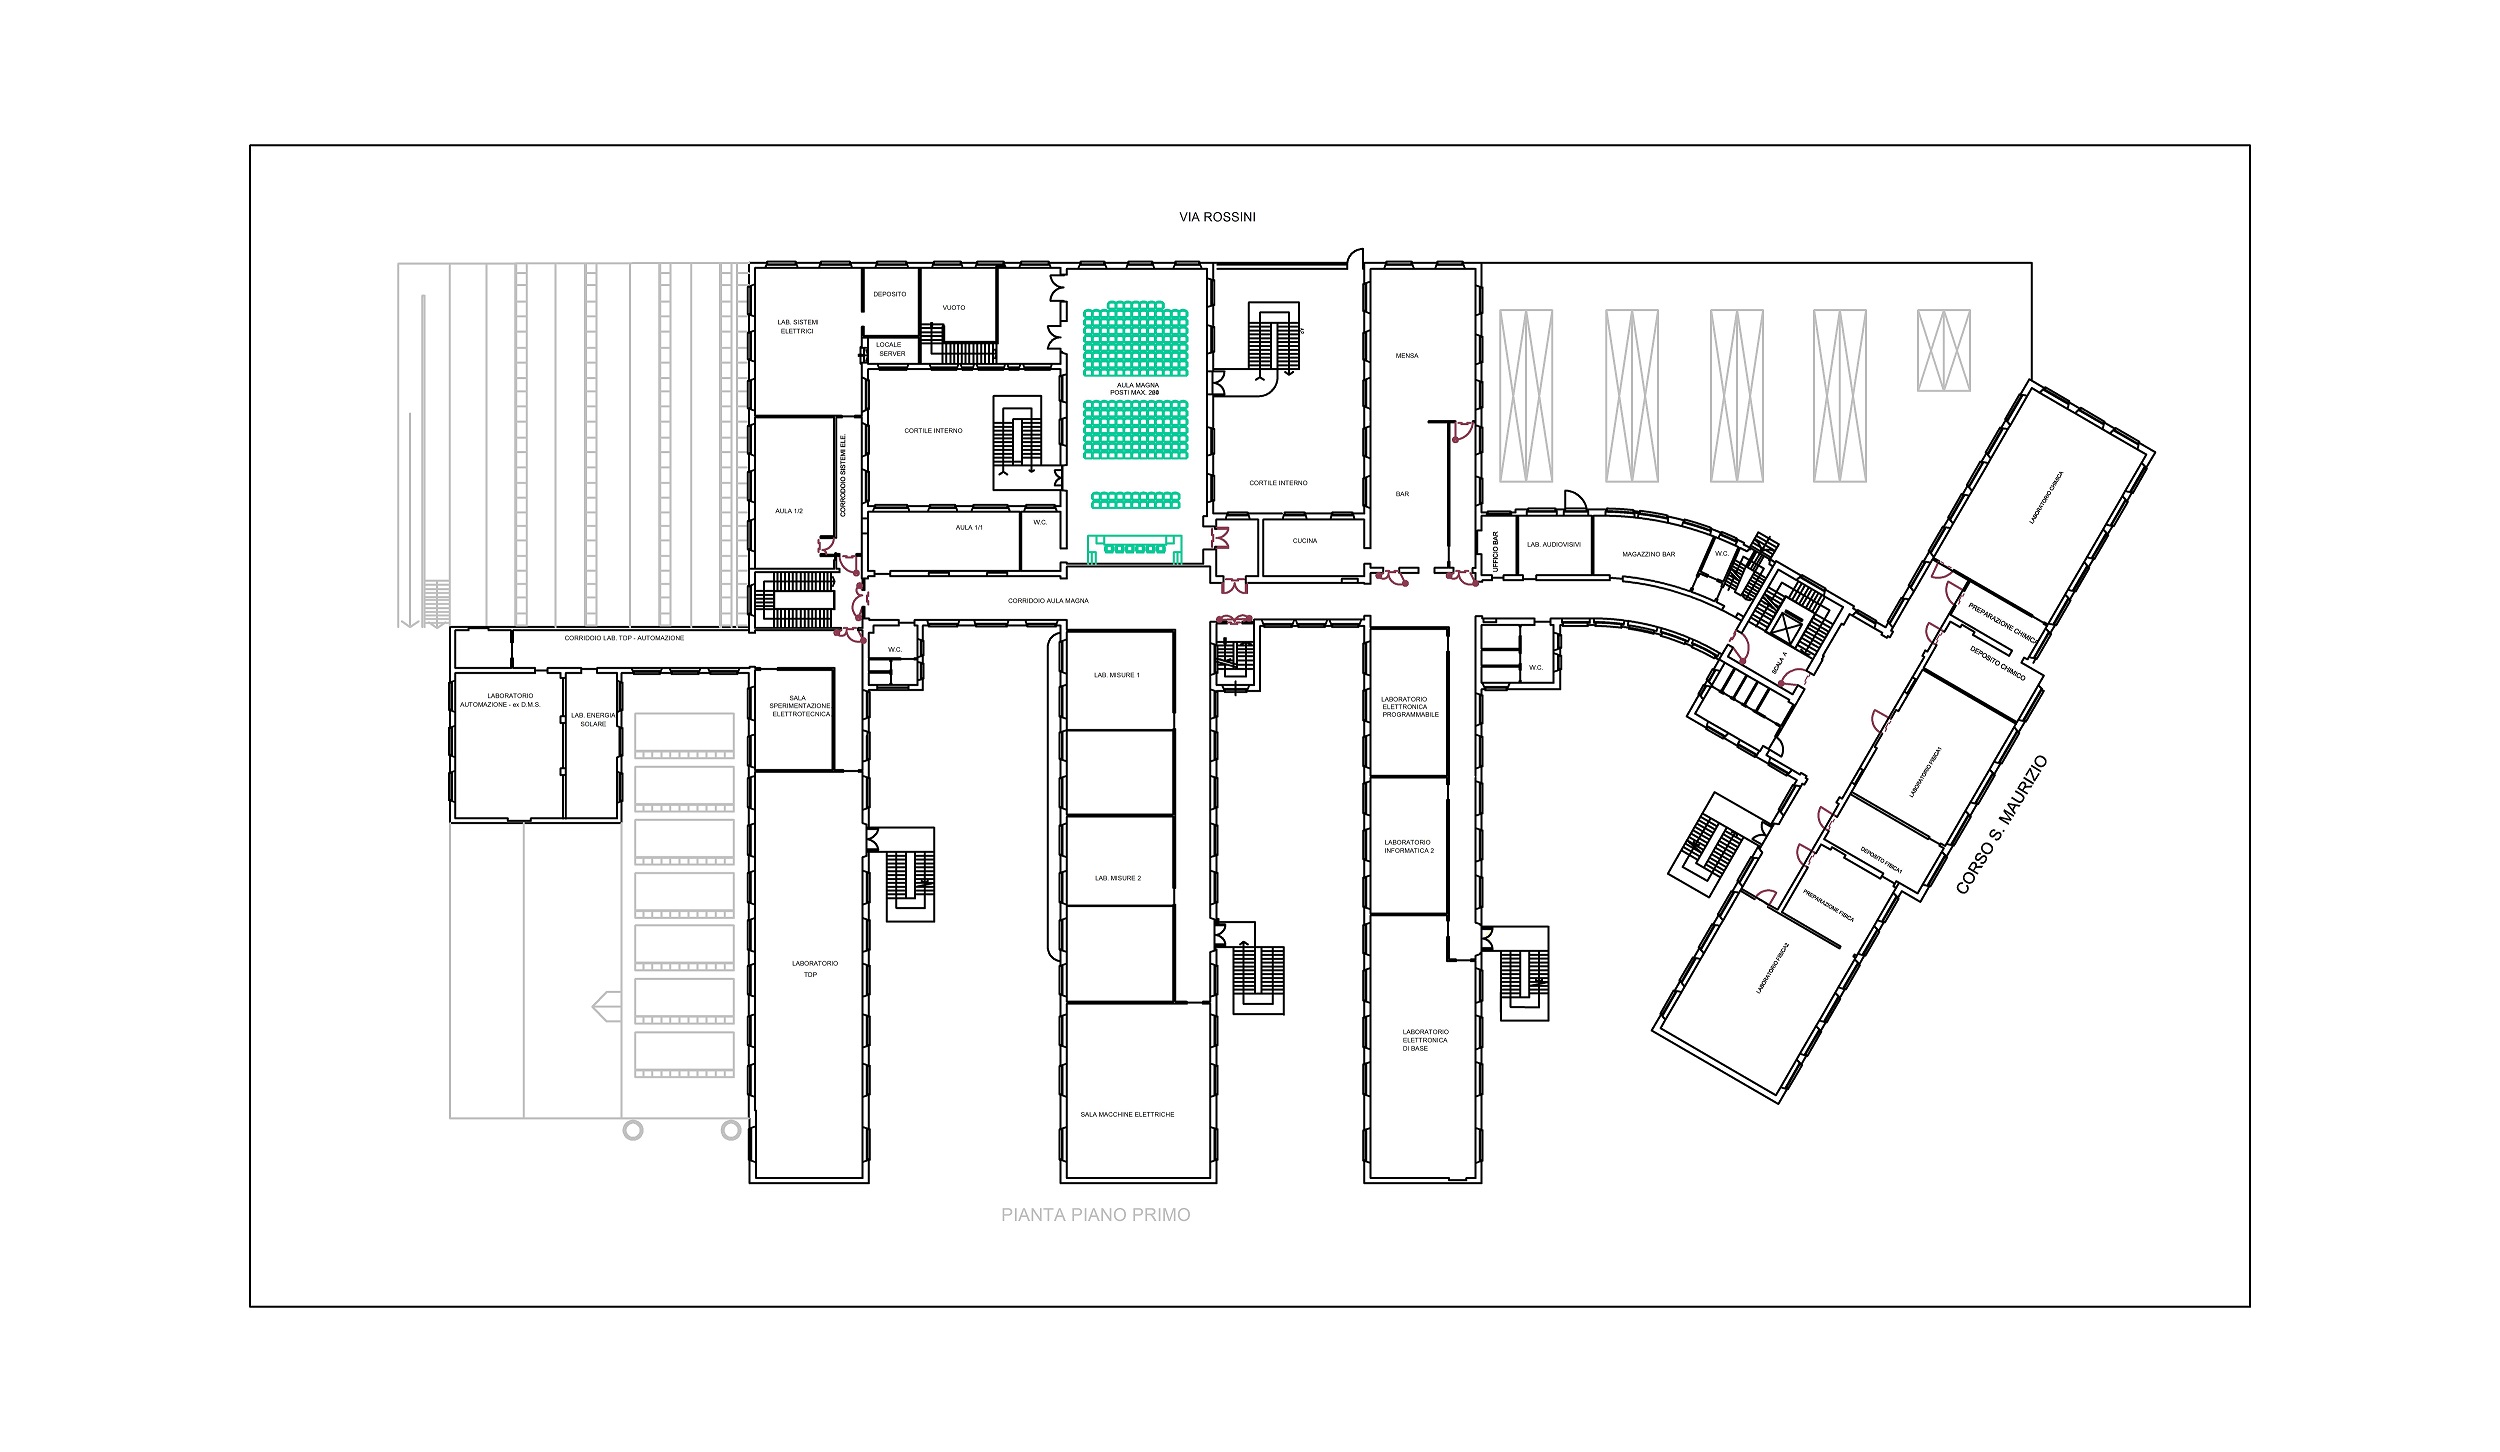 VIA ROSSINI
DEPOSITO
VUOTO
LAB. SISTEMI
ELETTRICI
LOCALE
SERVER
MENSA
AULA MAGNA
POSTI MAX.
CORTILE INTERNO
CORRODOIO SISTEMI ELE.
CORTILE INTERNO
BAR
LABORATORIO CHIMICA
AULA 1/2
AULA 1/1
W.C.
CUCINA
UFFICIO BAR
LAB. AUDIOVISIVI
MAGAZZINO BAR
W.C.
CORRIDOIO AULA MAGNA
PREPARAZIONE CHIMICA
CORRIDOIO LAB. TOP - AUTOMAZIONE
W.C.
W.C.
SCALA A
DEPOSITO CHIMICO
LAB. MISURE 1
LABORATORIO
AUTOMAZIONE - ex D.M.S.
LAB. ENERGIA
SOLARE
SALA
SPERIMENTAZIONE
ELETTROTECNICA
LABORATORIO
ELETTRONICA
PROGRAMMABILE
LABORATORIO FISICA1
CORSO S. MAURIZIO
LABORATORIO
INFORMATICA 2
DEPOSITO FISICA1
LAB. MISURE 2
PREPARAZIONE FISICA
LABORATORIO
TOP
LABORATORIO FISICA2
LABORATORIO
ELETTRONICA
DI BASE
SALA MACCHINE ELETTRICHE
PIANTA PIANO PRIMO